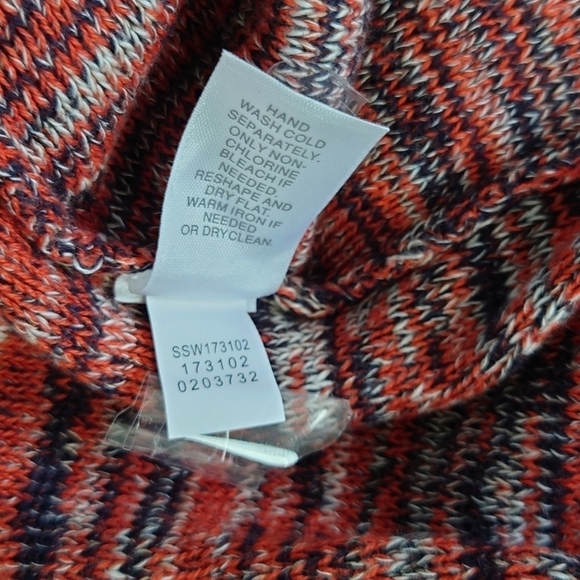 HAND
WASH COLD
SEPARATELY.
ONLY NON-
CHLORINE
BLEACH IF
NEEDED.
RESHAPE AND
DRY FLAT.
WARM IRON IF
NEEDED
OR DRYCLEAN.
SSW173102
173102
0203732